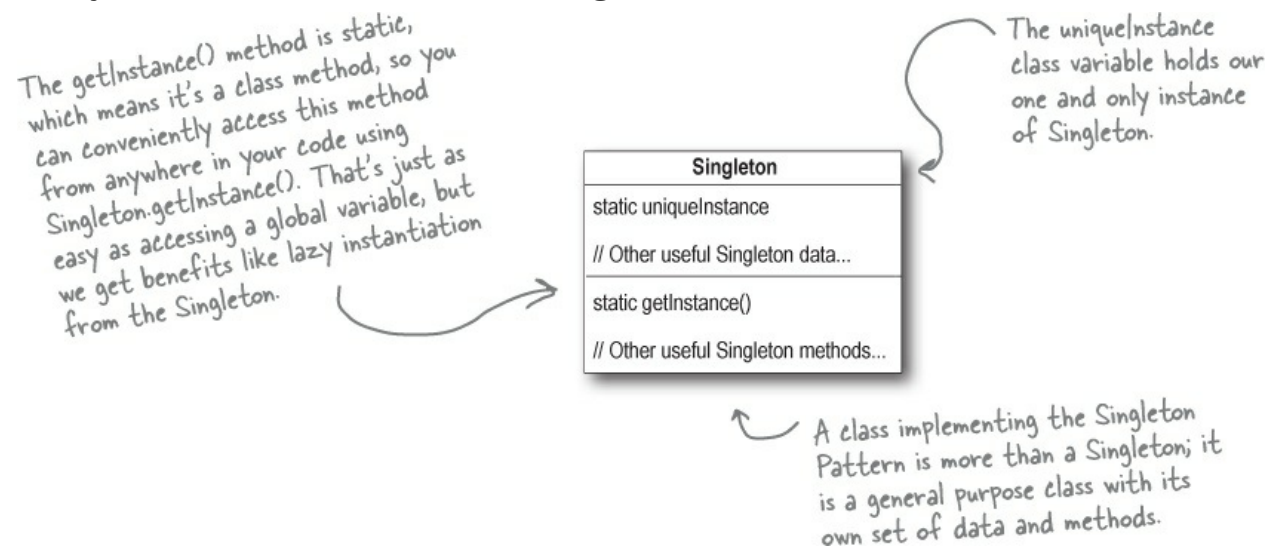 The getInstance() method is static,
which means it's a class method, so you
can conveniently access this method
from anywhere in your code using
Singleton.getInstance(). That's just as
easy as accessing a global variable, but
we get benefits like lazy instantiation
from the Singleton.
The uniqueInstance
class variable holds our
one and only instance
of Singleton.
Singleton
static uniqueInstance
// Other useful Singleton data...
static getInstance()
// Other useful Singleton methods...
A class implementing the Singleton
Pattern is more than a Singleton; it
is a general purpose class with its
own set of data and methods.